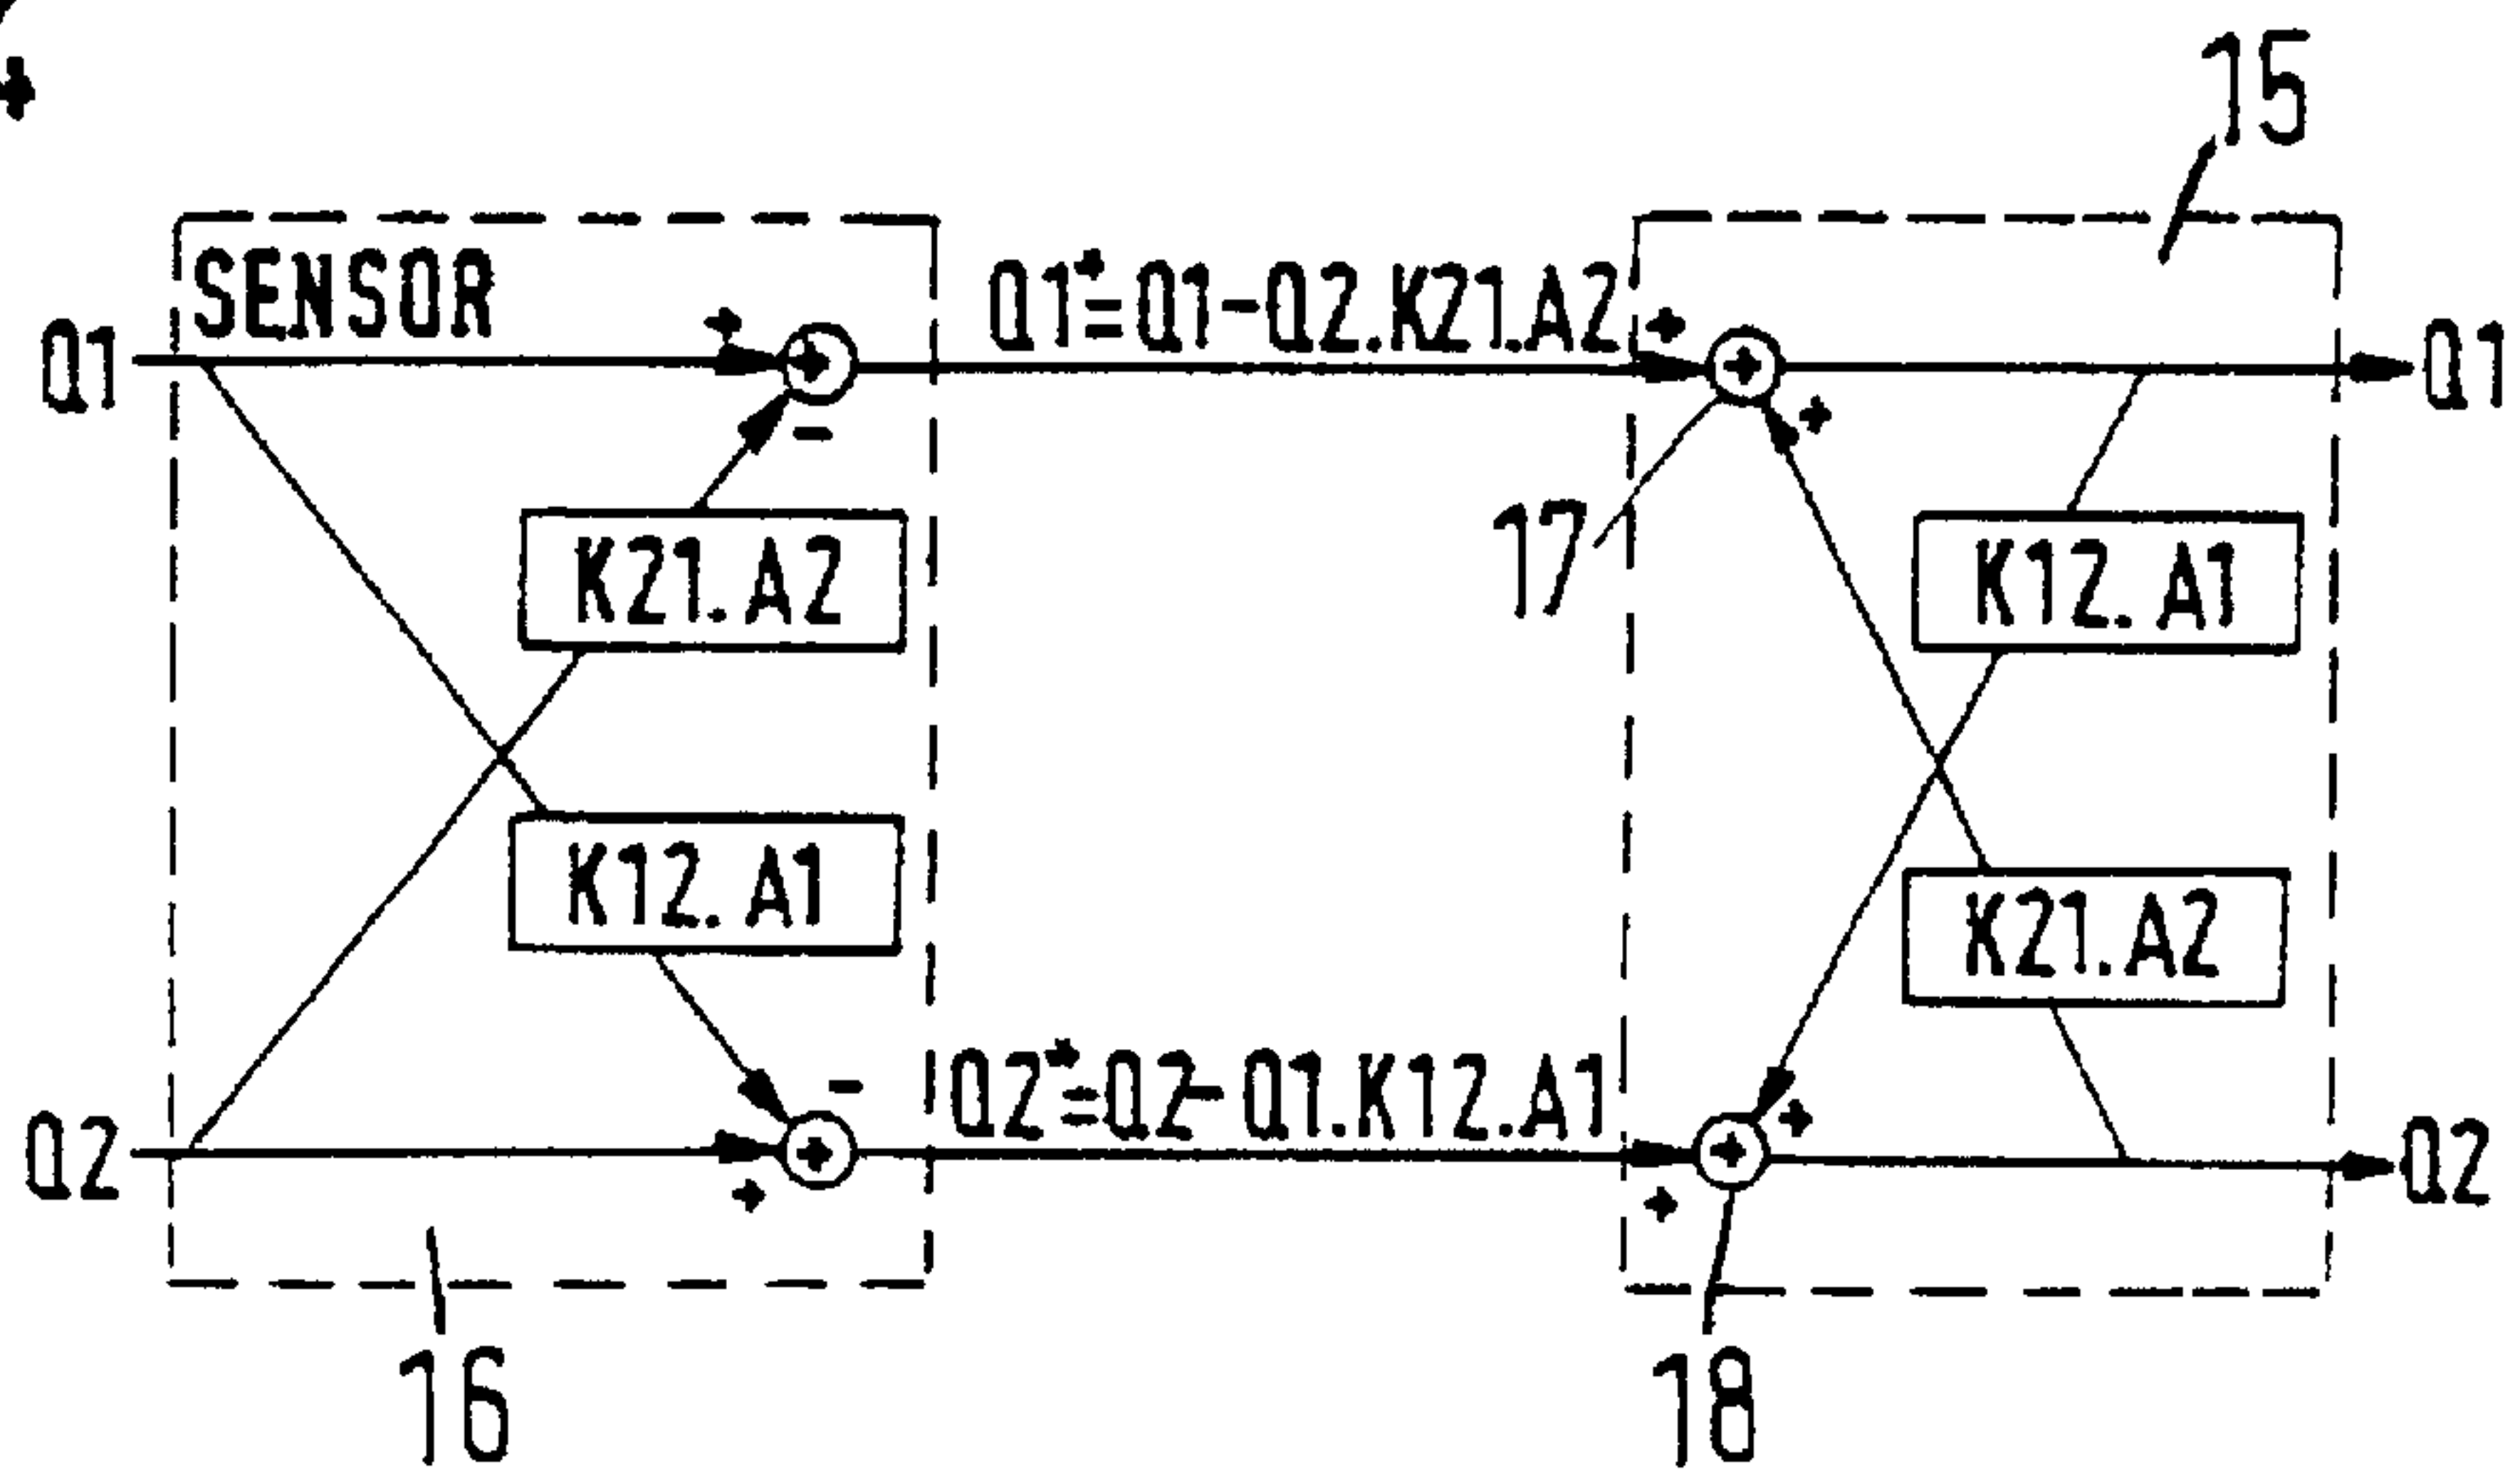 15
SENSOR
Q1
+
+
Q1*=Q1-Q2.K21.A2
+
+
Q1
-
+
K21.A2
17
K12.A1
K12.A1
K21.A2
Q2
-
+
+
Q2*=Q2-Q1.K12.A1
+
+
+
Q2
16
18